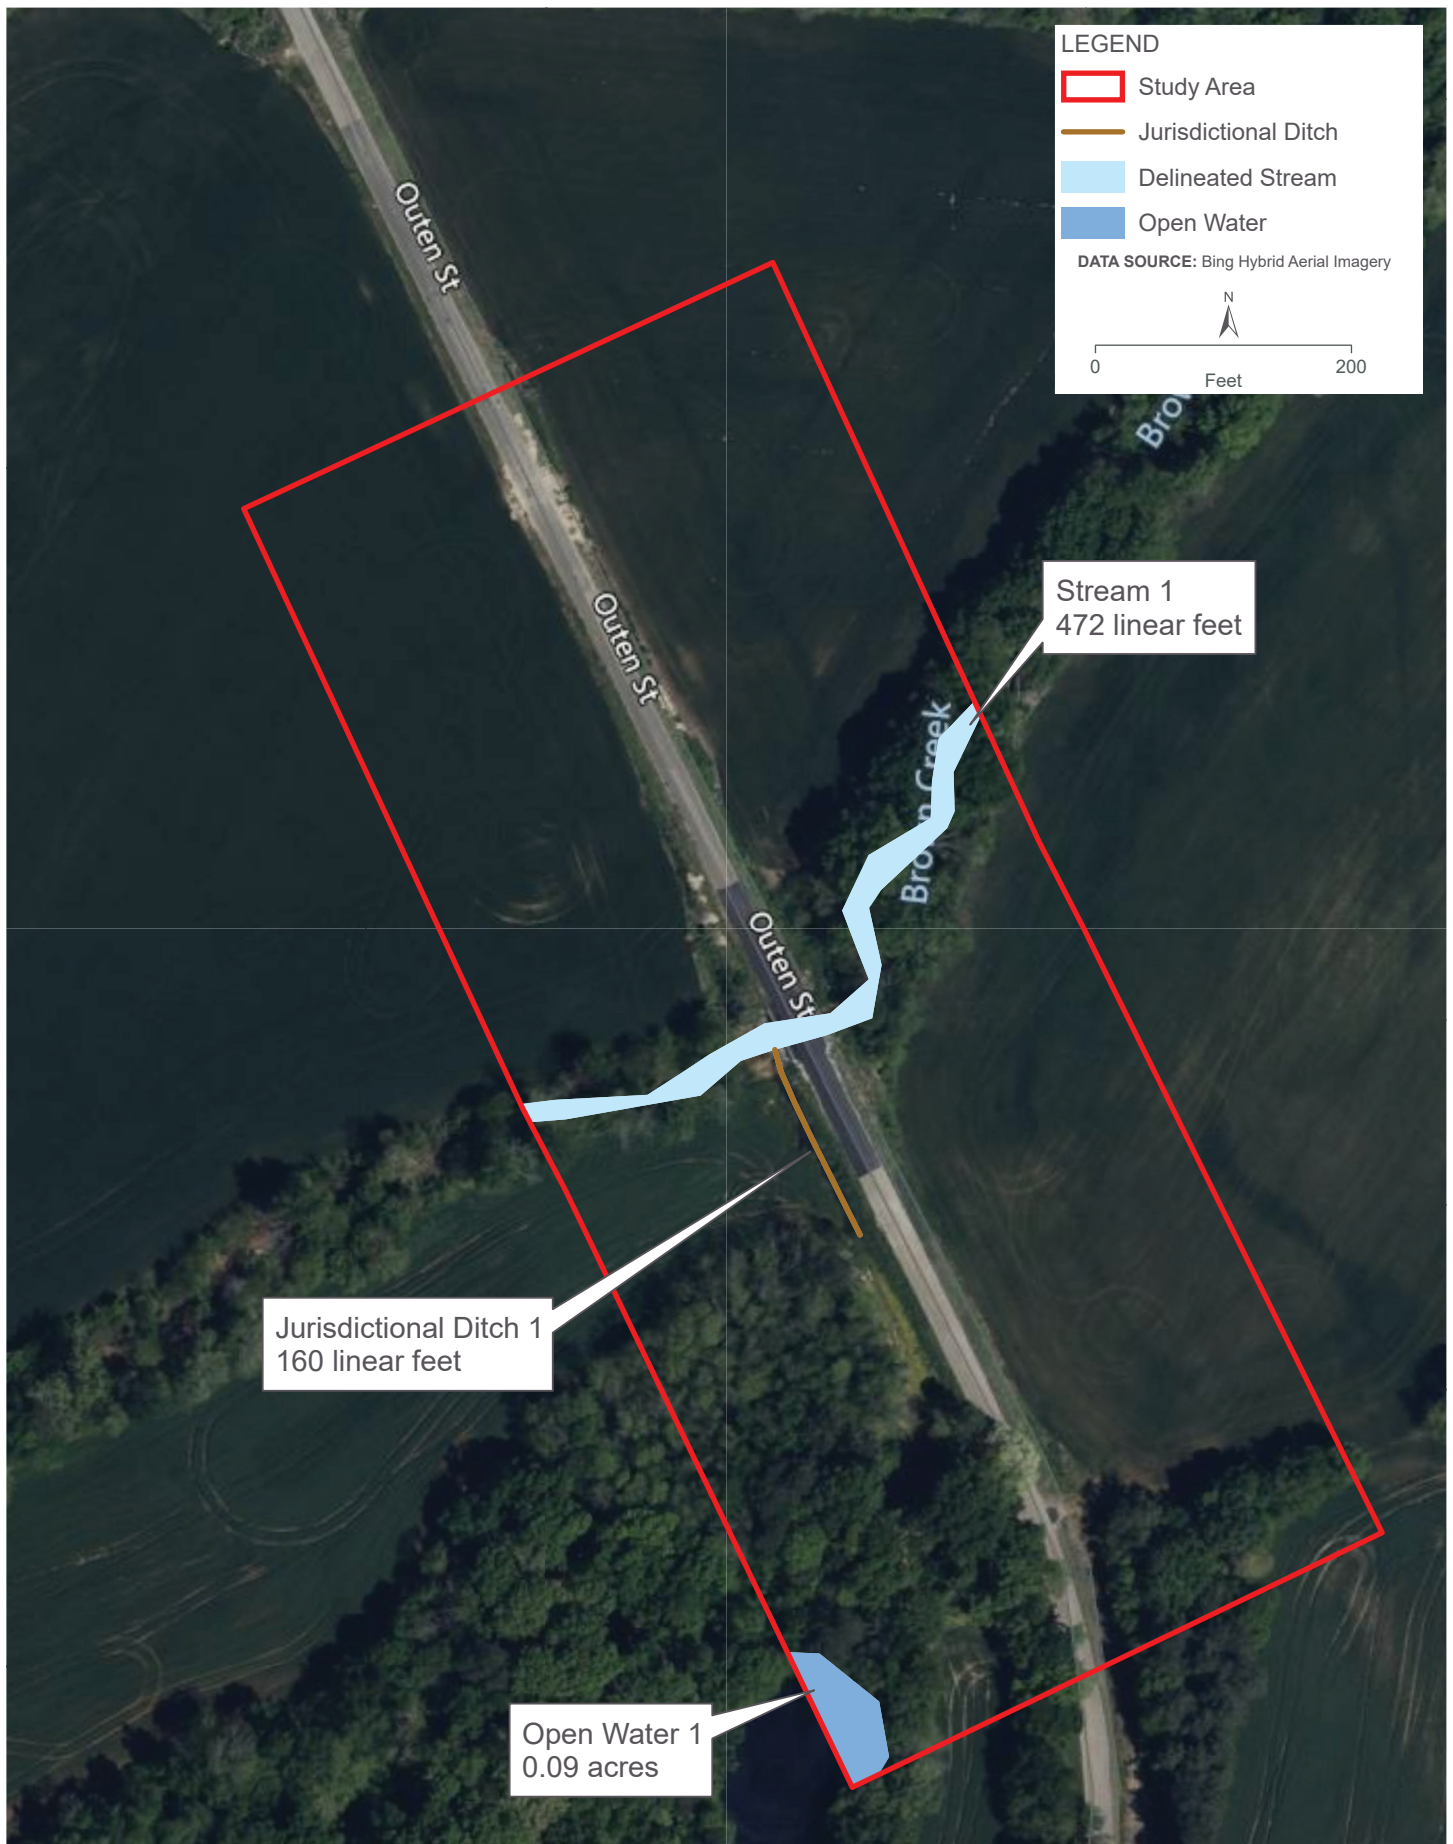 LEGEND
Study Area
Jurisdictional Ditch
Delineated Stream
Open Water
DATA SOURCE: Bing Hybrid Aerial Imagery
N
0 200
Feet
Outen St
Outen St
Stream 1
472 linear feet
Outen St
Jurisdictional Ditch 1
160 linear feet
Open Water 1
0.09 acres